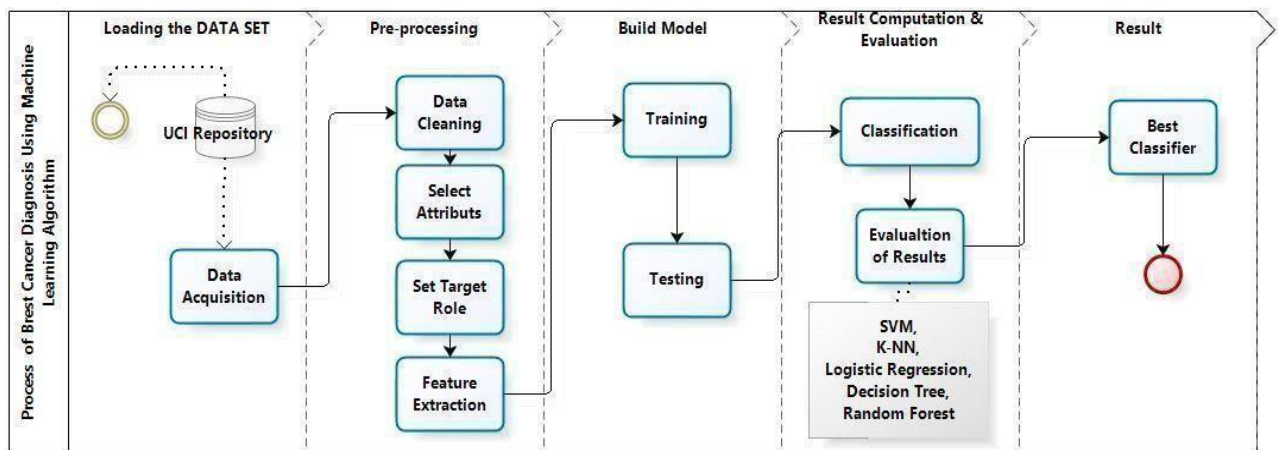 Process of Brest Cancer Diagnosis Using Machine
Learning Algorithm
Loading the DATA SET
UCI Repository
Data
Acquisition
Pre-processing
Data
Cleaning
Select
Attributs
Set Target
Role
Feature
Extraction
Build Model
Training
Testing
Result Computation &
Evaluation
Classification
Evalualtion
of Results
SVM,
K-NN,
Logistic Regression,
Decision Tree,
Random Forest
Result
Best
Classifier